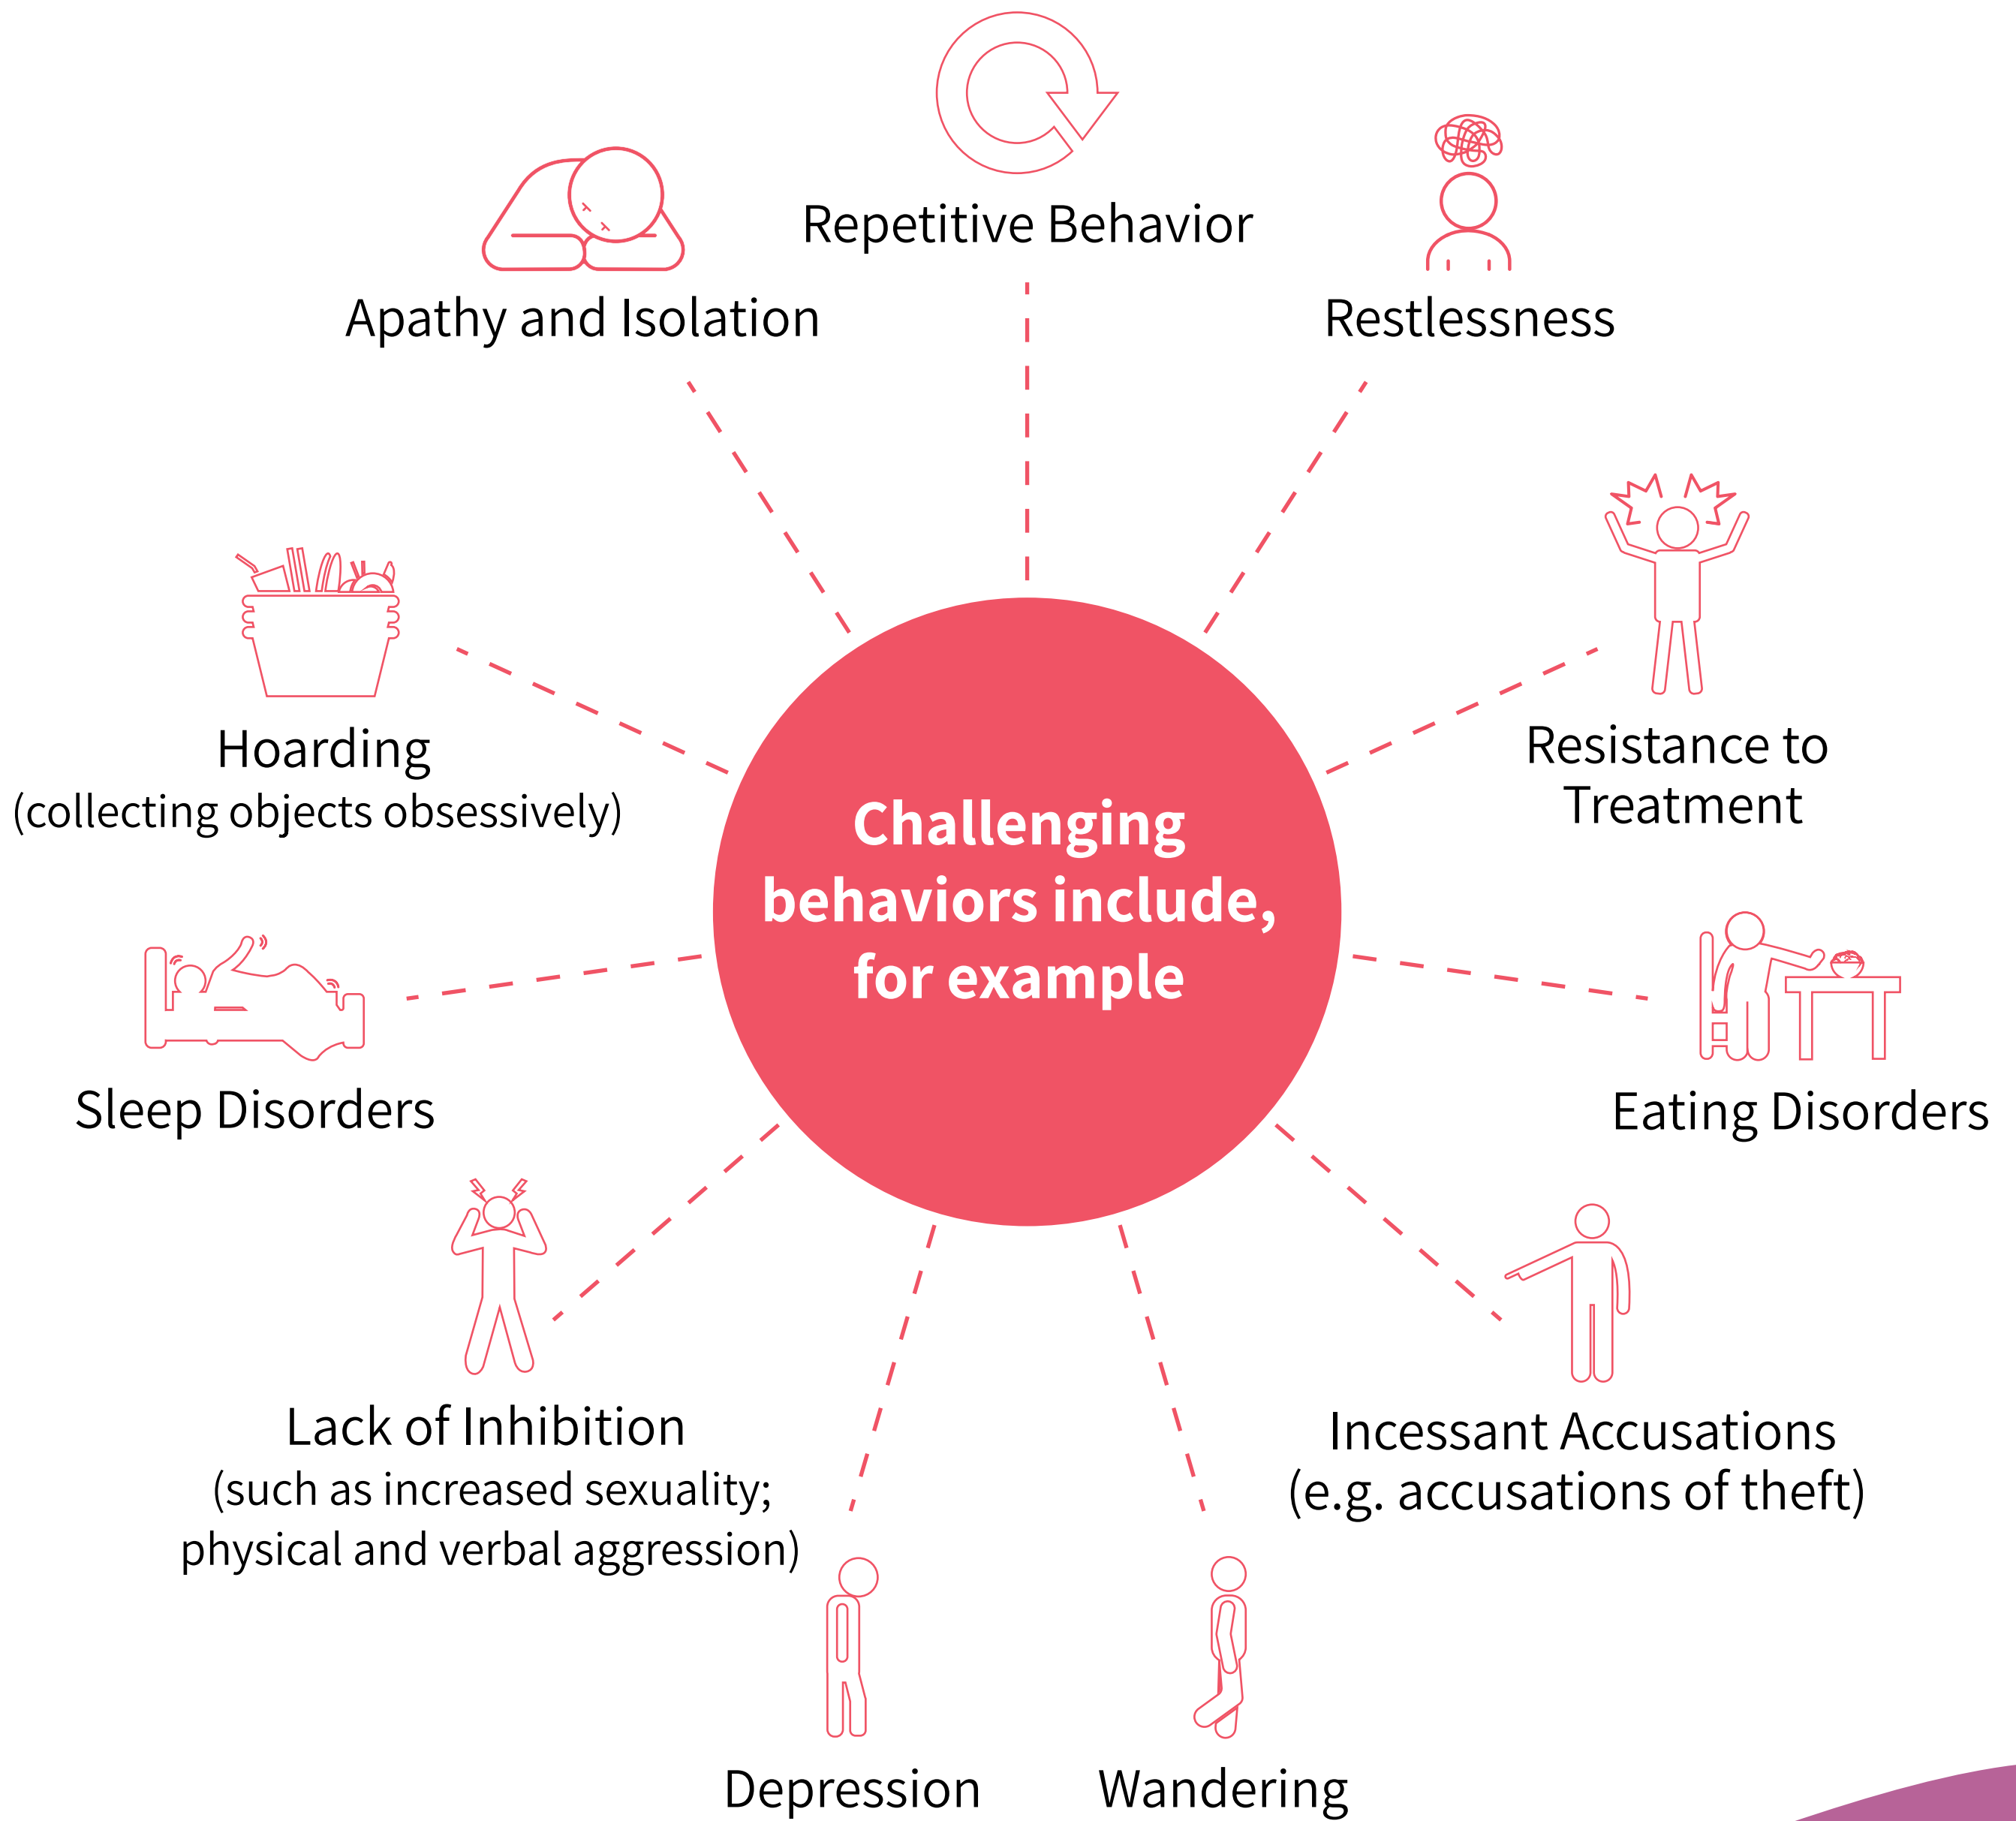 Repetitive Behavior
Apathy and Isolation
Restlessness
Hoarding
(collecting objects obsessively)
Resistance to
Treatment
Challenging
behaviors include,
for example
Sleep Disorders
Eating Disorders
Lack of Inhibition
(such as increased sexuality;
physical and verbal aggression)
Incessant Accusations
(e.g. accusations of theft)
Depression
Wandering